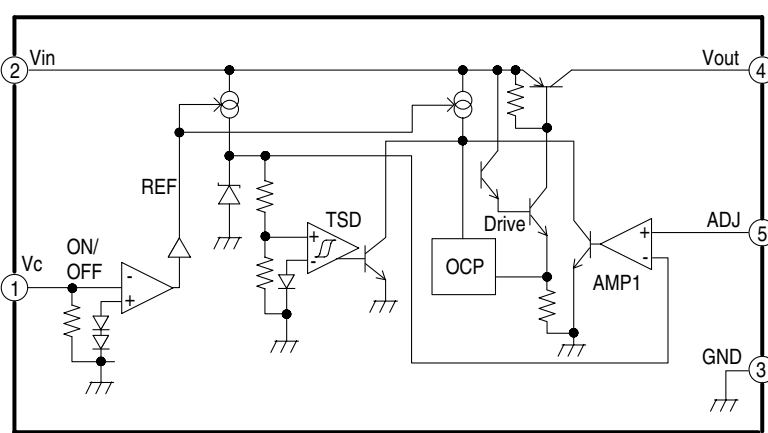 2 Vin
Vout 4
REF
TSD
ADJ 5
Drive
Vc
ON/
OFF
OCP
AMP1
1
GND 3
+
-
-
+
+
-